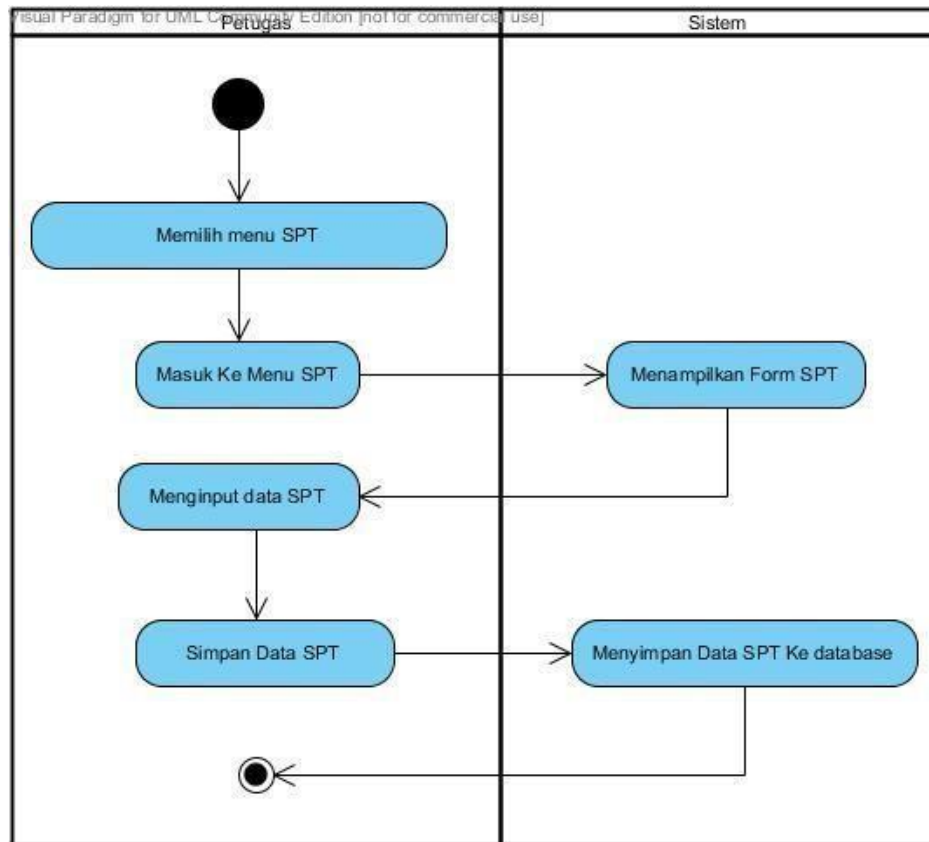 Visual Paradigm for UML Community Edition [not for commercial use]
Petugas
Sistem
Memilih menu SPT
Masuk Ke Menu SPT
Menampilkan Form SPT
Menginput data SPT
Simpan Data SPT
Menyimpan Data SPT Ke database